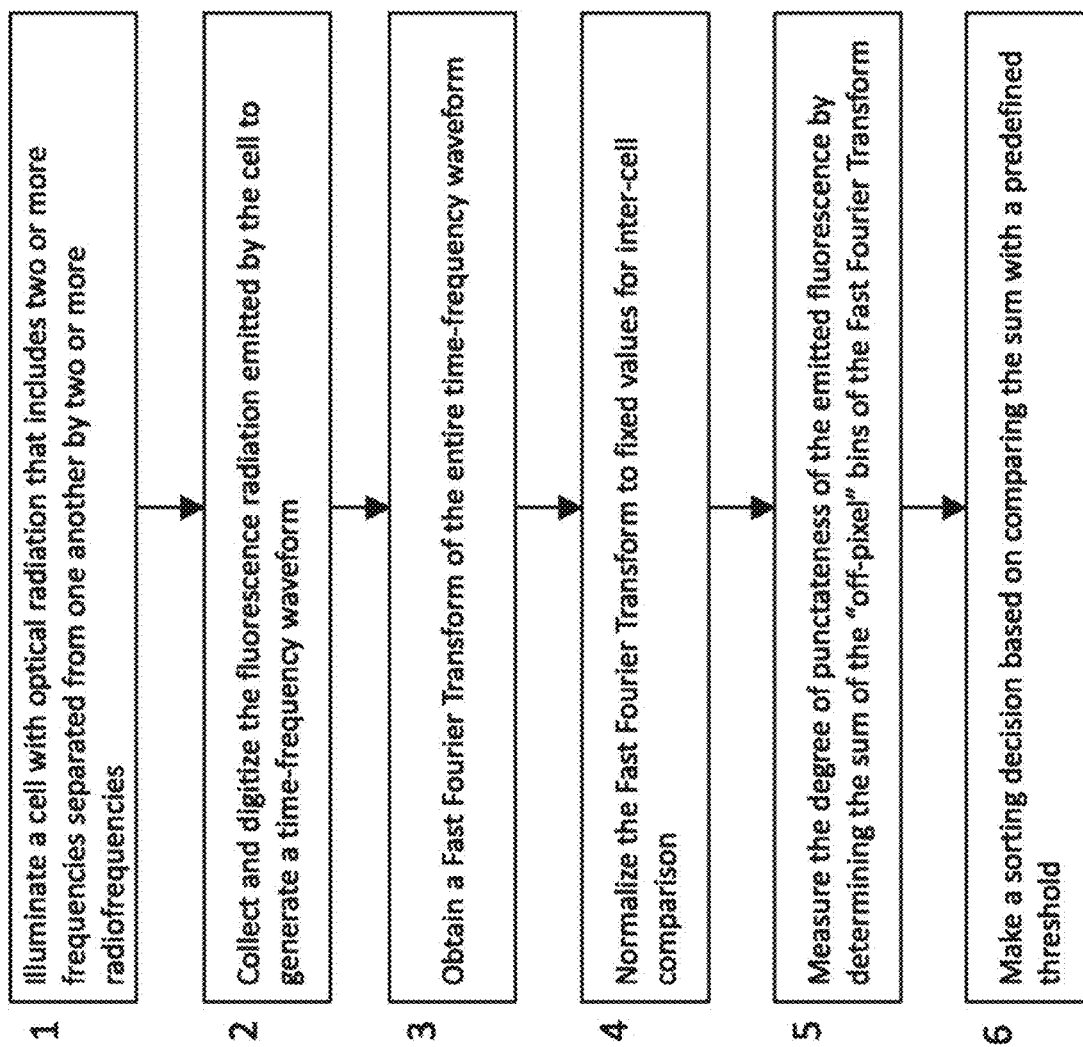 1
Illuminate a cell with optical radiation that includes two or more
frequencies separated from one another by two or more
radiofrequencies
2
Collect and digitize the fluorescence radiation emitted by the cell to
generate a time-frequency waveform
3
Obtain a Fast Fourier Transform of the entire time-frequency waveform
4
Normalize the Fast Fourier Transform to fixed values for inter-cell
comparison
5
Measure the degree of punctateness of the emitted fluorescence by
determining the sum of the "off-pixel" bins of the Fast Fourier Transform
6
Make a sorting decision based on comparing the sum with a predefined
threshold